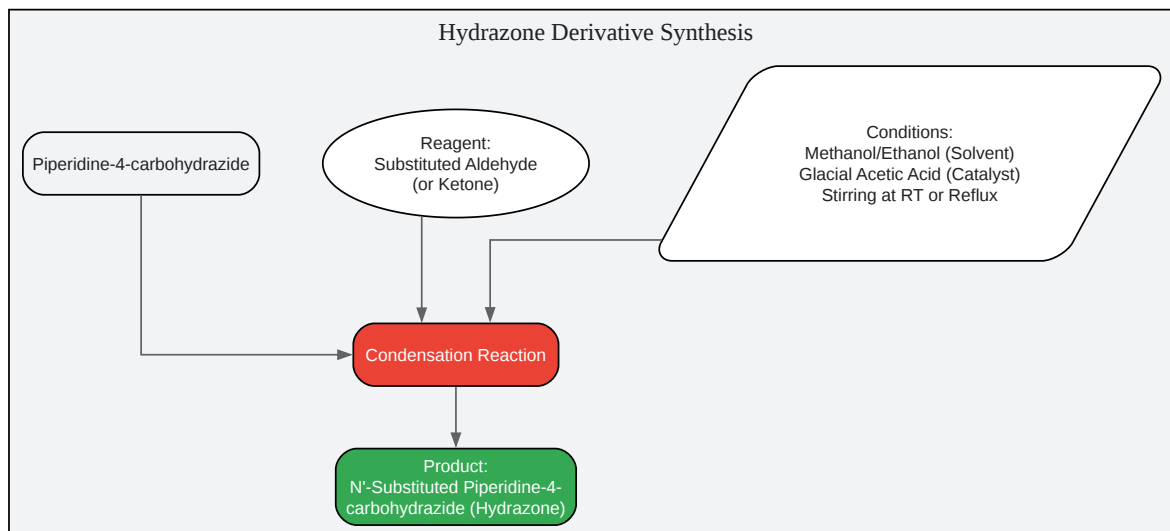 Hydrazone Derivative Synthesis
Piperidine-4-carbohydrazide
Reagent:
Substituted Aldehyde
(or Ketone)
Conditions:
Methanol/Ethanol (Solvent)
Glacial Acetic Acid (Catalyst)
Stirring at RT or Reflux
Condensation Reaction
Product:
N'-Substituted Piperidine-4-
carbohydrazide (Hydrazone)